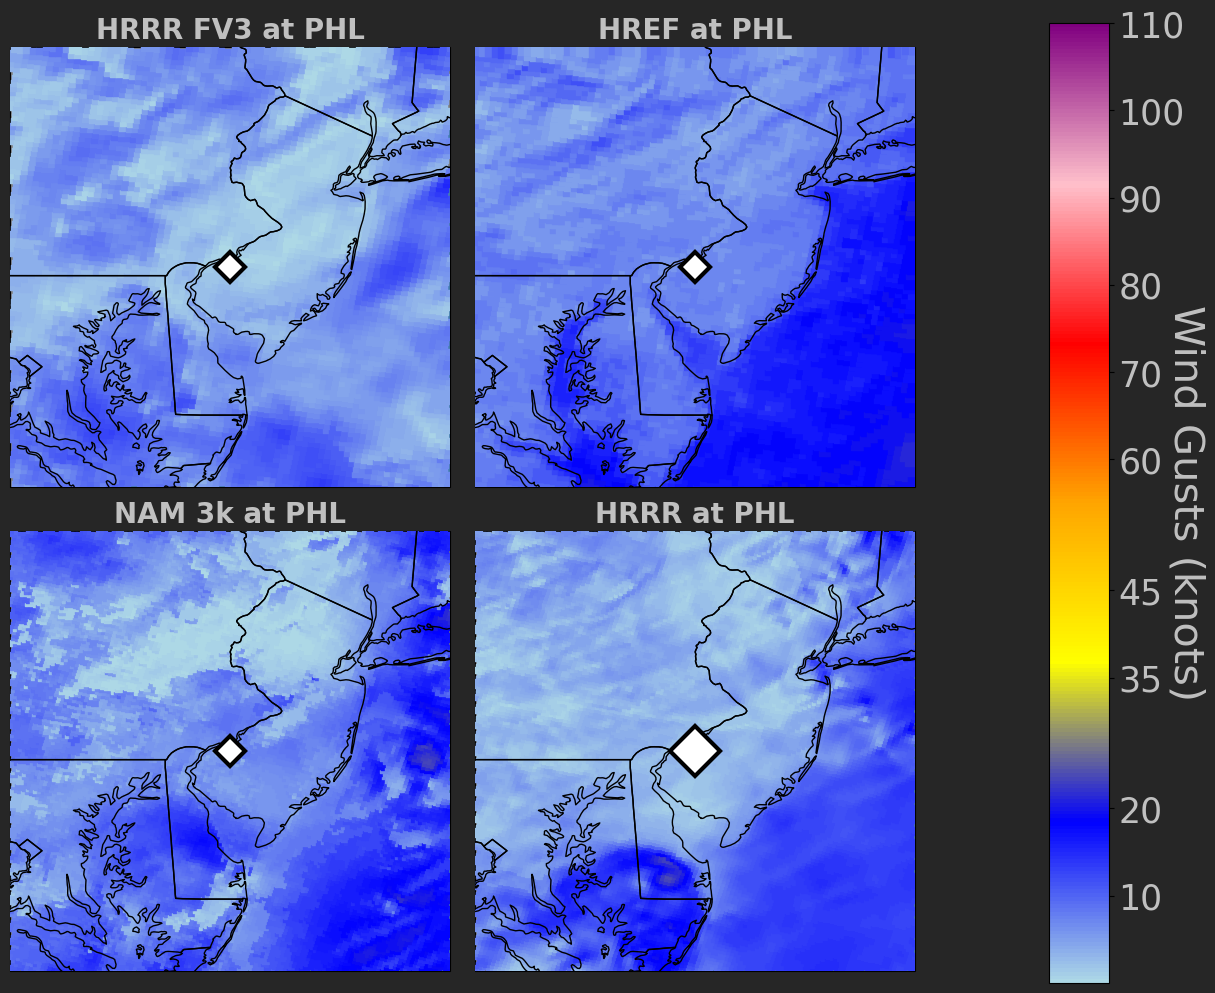 HRRR FV3 at PHL
HREF at PHL
NAM 3k at PHL
HRRR at PHL
110
100
90
80
70
60
45
35
20
10
Wind Gusts (knots)